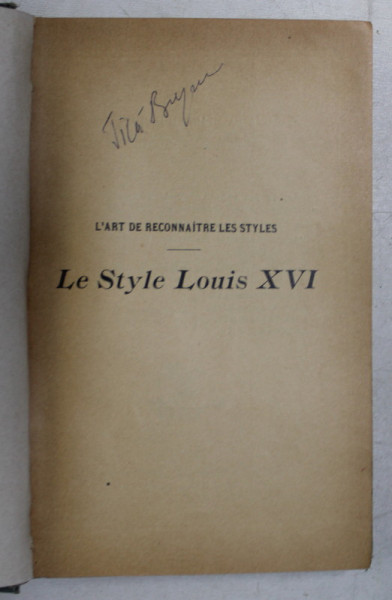 L'ART DE RECONNAÎTRE LES STYLES
Le Style Louis XVI